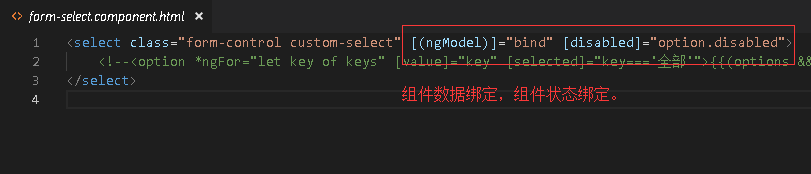 form-select.component.html
1 <select class="form-control custom-select" [(ngModel)]="bind" [disabled]="option.disabled">
2 <!--<option *ngFor="let key of keys" [value]="key" [selected]="key==='全部'">{{(options &&
3 </select>
4
组件数据绑定，组件状态绑定。